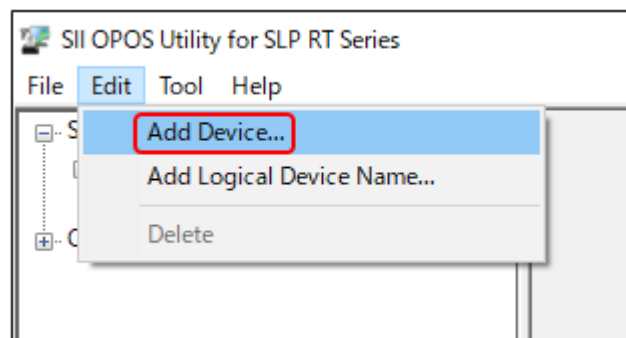 SII OPOS Utility for SLP RT Series
File Edit Tool Help
S
Add Device...
Add Logical Device Name...
Delete